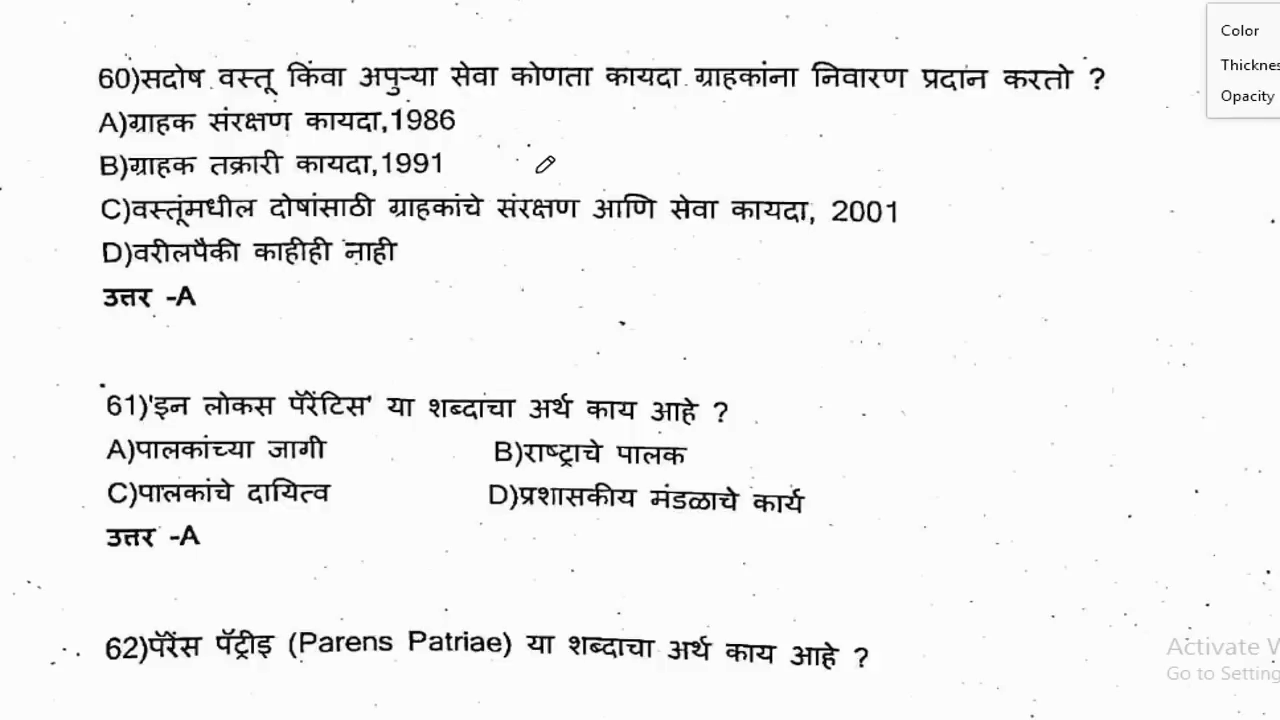 Color
Thicknes
Opacity
60)सदोष वस्तू किंवा अपुऱ्या सेवा कोणता कायदा ग्राहकांना निवारण प्रदान करतो ?
A)ग्राहक संरक्षण कायदा,1986
B)ग्राहक तक्रारी कायदा,1991
C)वस्तूंमधील दोषांसाठी ग्राहकांचे संरक्षण आणि सेवा कायदा, 2001
D)वरीलपैकी काहीही नाही
उत्तर -A
61)'इन लोकस पॅरेंटिस' या शब्दाचा अर्थ काय आहे ?
A)पालकांच्या जागी B)राष्ट्राचे पालक
C)पालकांचे दायित्व D)प्रशासकीय मंडळाचे कार्य
उत्तर -A
62)पॅरेंस पॅट्रीइ (Parens Patriae) या शब्दाचा अर्थ काय आहे ?
Activate W
Go to Setting